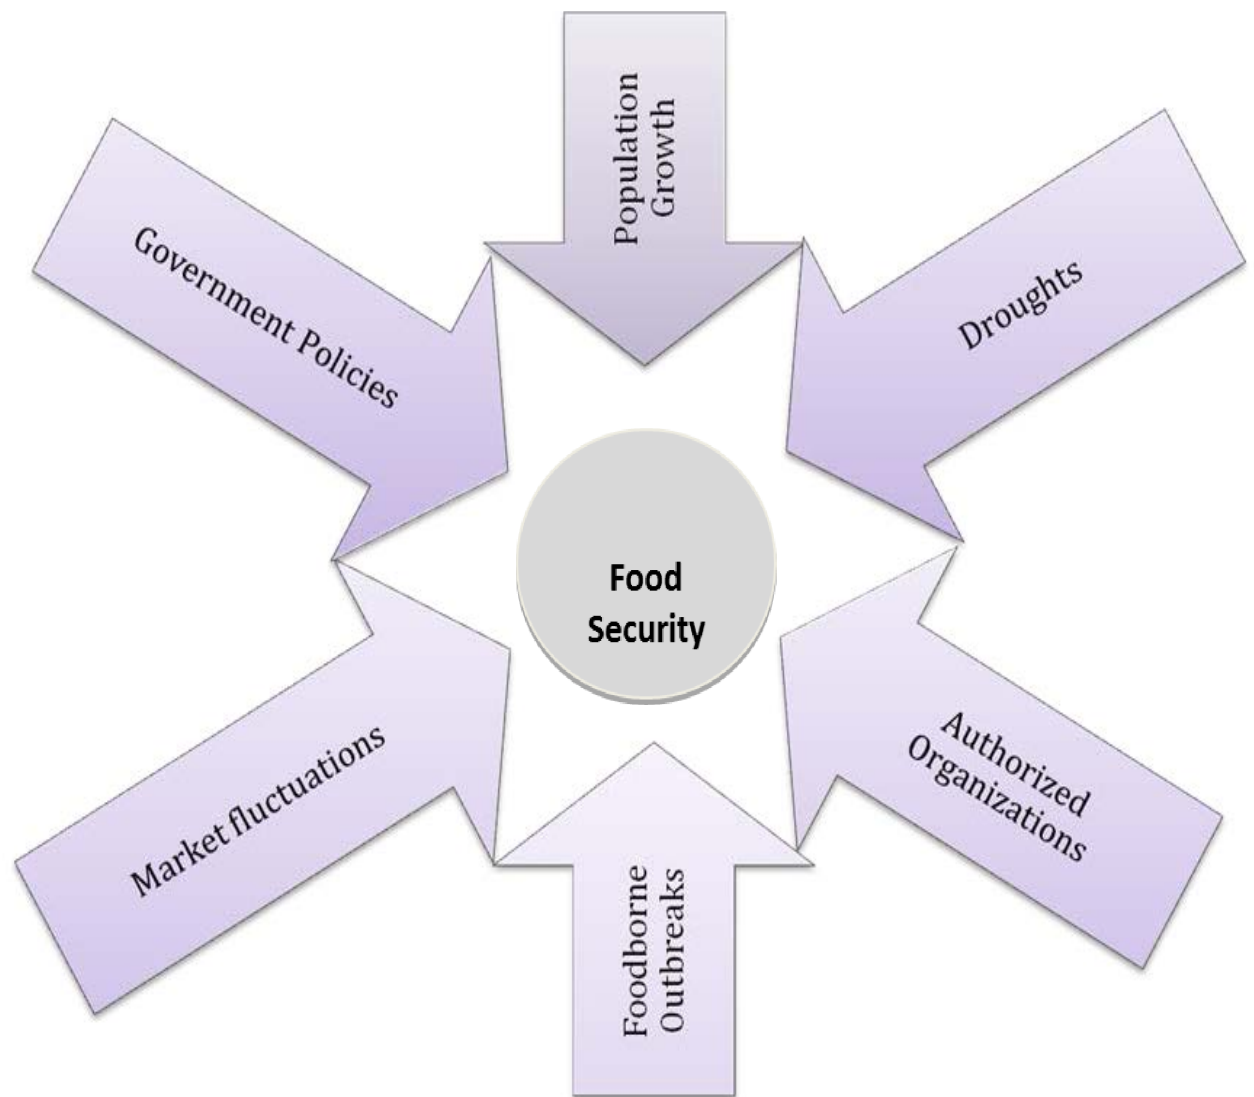 Population
Growth
Government Policies
Droughts
Food
Security
Market fluctuations
Authorized
Organizations
Foodborne
Outbreaks